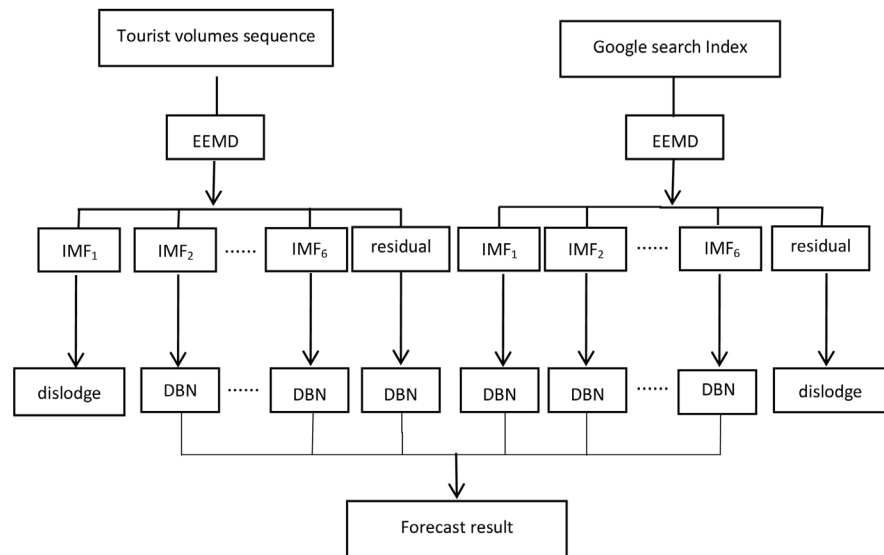 Tourist volumes sequence
Google search Index
EEMD
EEMD
IMF₁
IMF₂
......
IMF₆
residual
IMF₁
IMF₂
......
IMF₆
residual
dislodge
DBN
......
DBN
DBN
DBN
DBN
......
DBN
dislodge
Forecast result